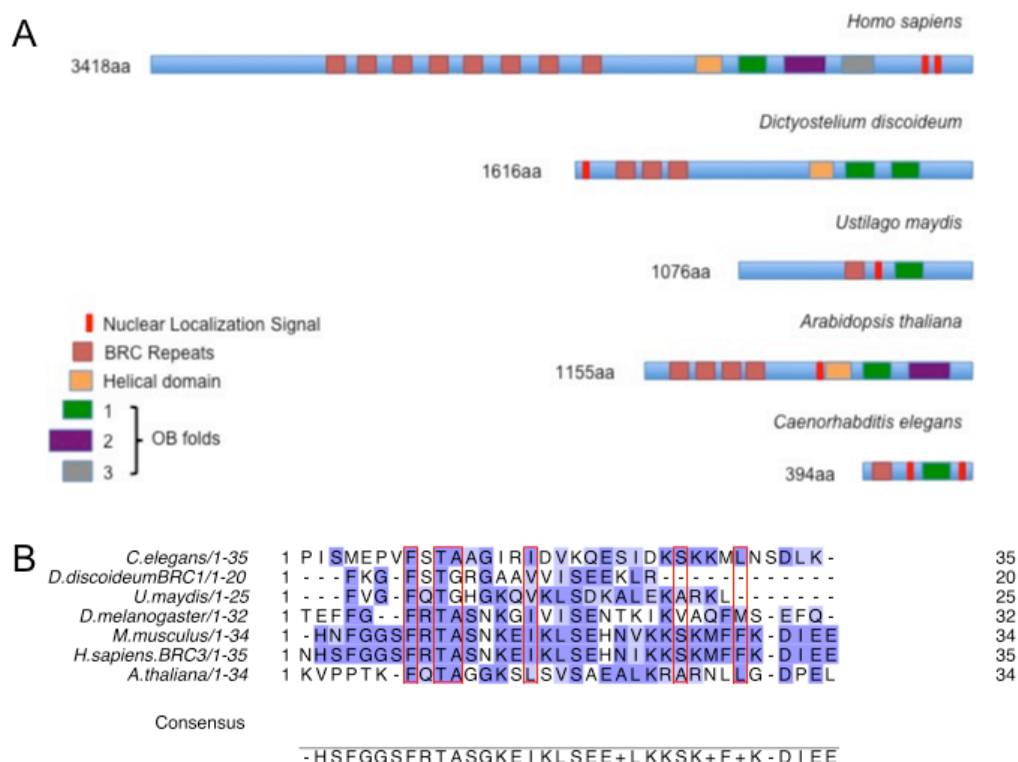 A
Homo sapiens
3418aa
Dictyostelium discoideum
1616aa
Ustilago maydis
1076aa
Arabidopsis thaliana
1155aa
Caenorhabditis elegans
394aa
Nuclear Localization Signal
BRC Repeats
Helical domain
1
2
3
OB folds
B
C.elegans/1-35 1 P I S M E P V F S T A A G I R I D V K Q E S I D K S K K M L N S D L K - 35
D.discoideumBRC1/1-20 1 - - - F K G - F S T G R G A A V V I S E E K L R - - - - - - - - - - - - 20
U.maydis/1-25 1 - - - F V G - F Q T G H G K Q V K L S D K A L E K A R K L - - - - - - - 25
D.melanogaster/1-32 1 T E F F G - - F R T A S N K G I V I S E N T K I K V A Q F M S - E F Q - 32
M.musculus/1-34 1 - H N F G G S F R T A S N K E I K L S E H N V K K S K M F F K - D I E E 34
H.sapiens.BRC3/1-35 1 N H S F G G S F R T A S N K E I K L S E H N I K K S K M F F K - D I E E 35
A.thaliana/1-34 1 K V P P T K - F Q T A G G K S L S V S A E A L K R A R N L L G - D P E L 34
Consensus
- H S F G G S F R T A S G K E I K L S E E + L K K S K + F + K - D I E E